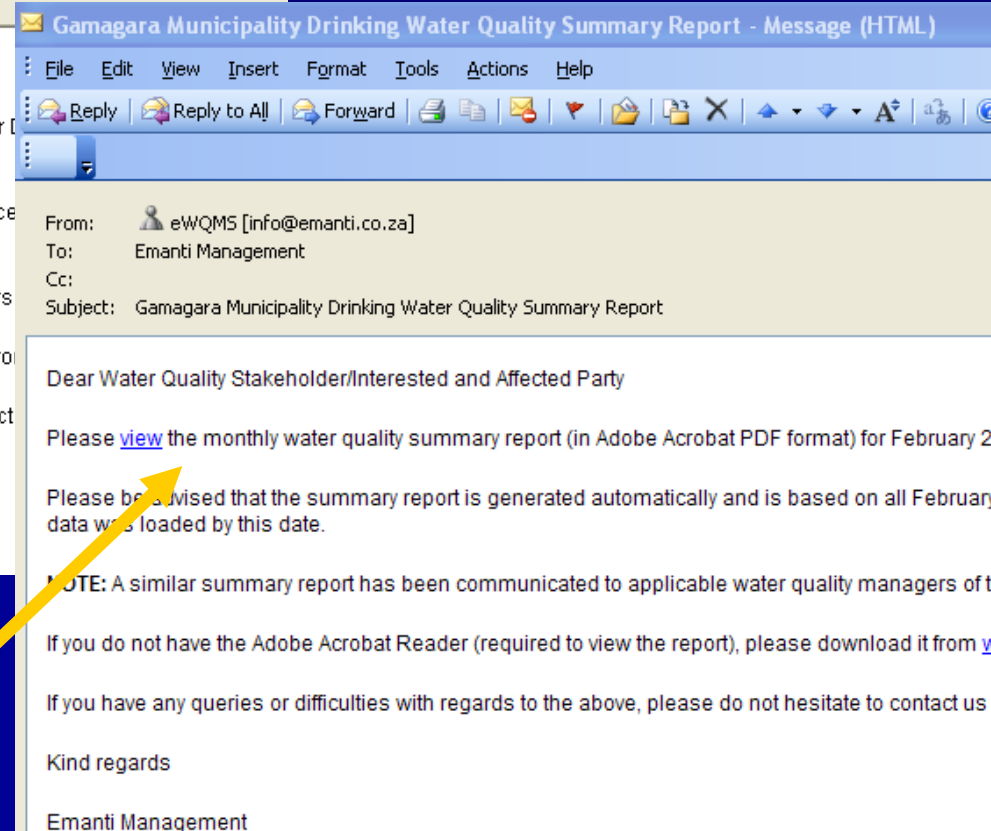 Gamagara Municipality Drinking Water Quality Summary Report - Message (HTML)
File Edit View Insert Format Tools Actions Help
Reply Reply to All Forward
From: eWQMS [info@emanti.co.za]
To: Emanti Management
Cc:
Subject: Gamagara Municipality Drinking Water Quality Summary Report
Dear Water Quality Stakeholder/Interested and Affected Party
Please view the monthly water quality summary report (in Adobe Acrobat PDF format) for February 2
Please be advised that the summary report is generated automatically and is based on all February
data was loaded by this date.
NOTE: A similar summary report has been communicated to applicable water quality managers of t
If you do not have the Adobe Acrobat Reader (required to view the report), please download it from w
If you have any queries or difficulties with regards to the above, please do not hesitate to contact us
Kind regards
Emanti Management